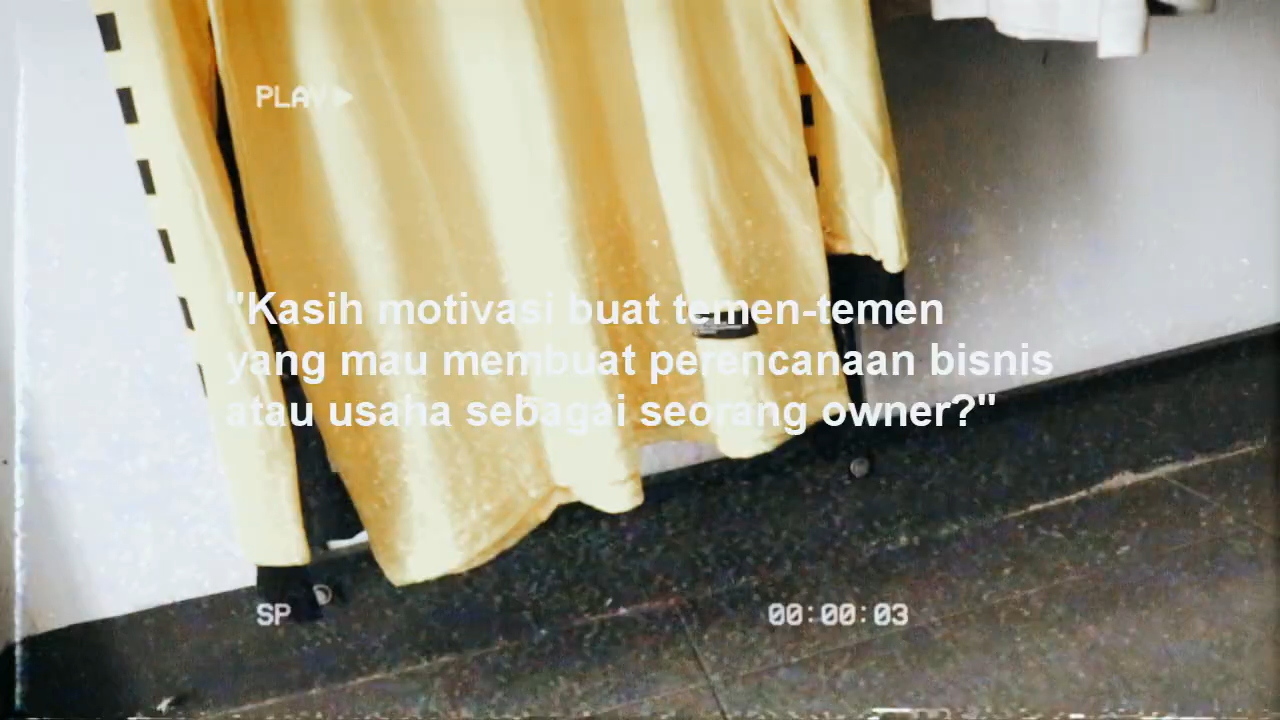 PLAY
"Kasih motivasi buat temen-temen
yang mau membuat perencanaan bisnis
atau usaha sebagai seorang owner?"
SP
00:00:03